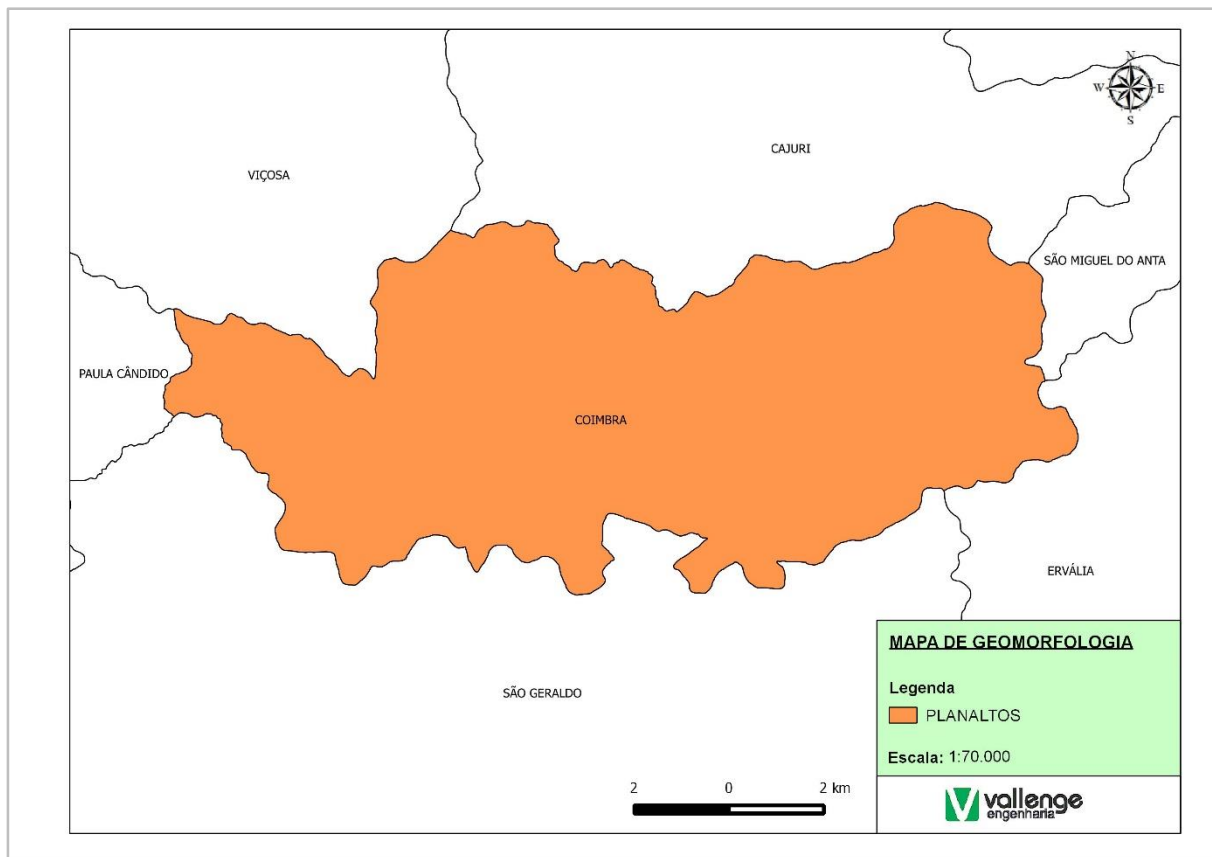 N
W E
S
CAJURI
VIÇOSA
SÃO MIGUEL DO ANTA
PAULA CÂNDIDO
COIMBRA
ERVÁLIA
SÃO GERALDO
MAPA DE GEOMORFOLOGIA
Legenda
PLANALTOS
Escala: 1:70.000
2 0 2 km
vallenge
engenharia